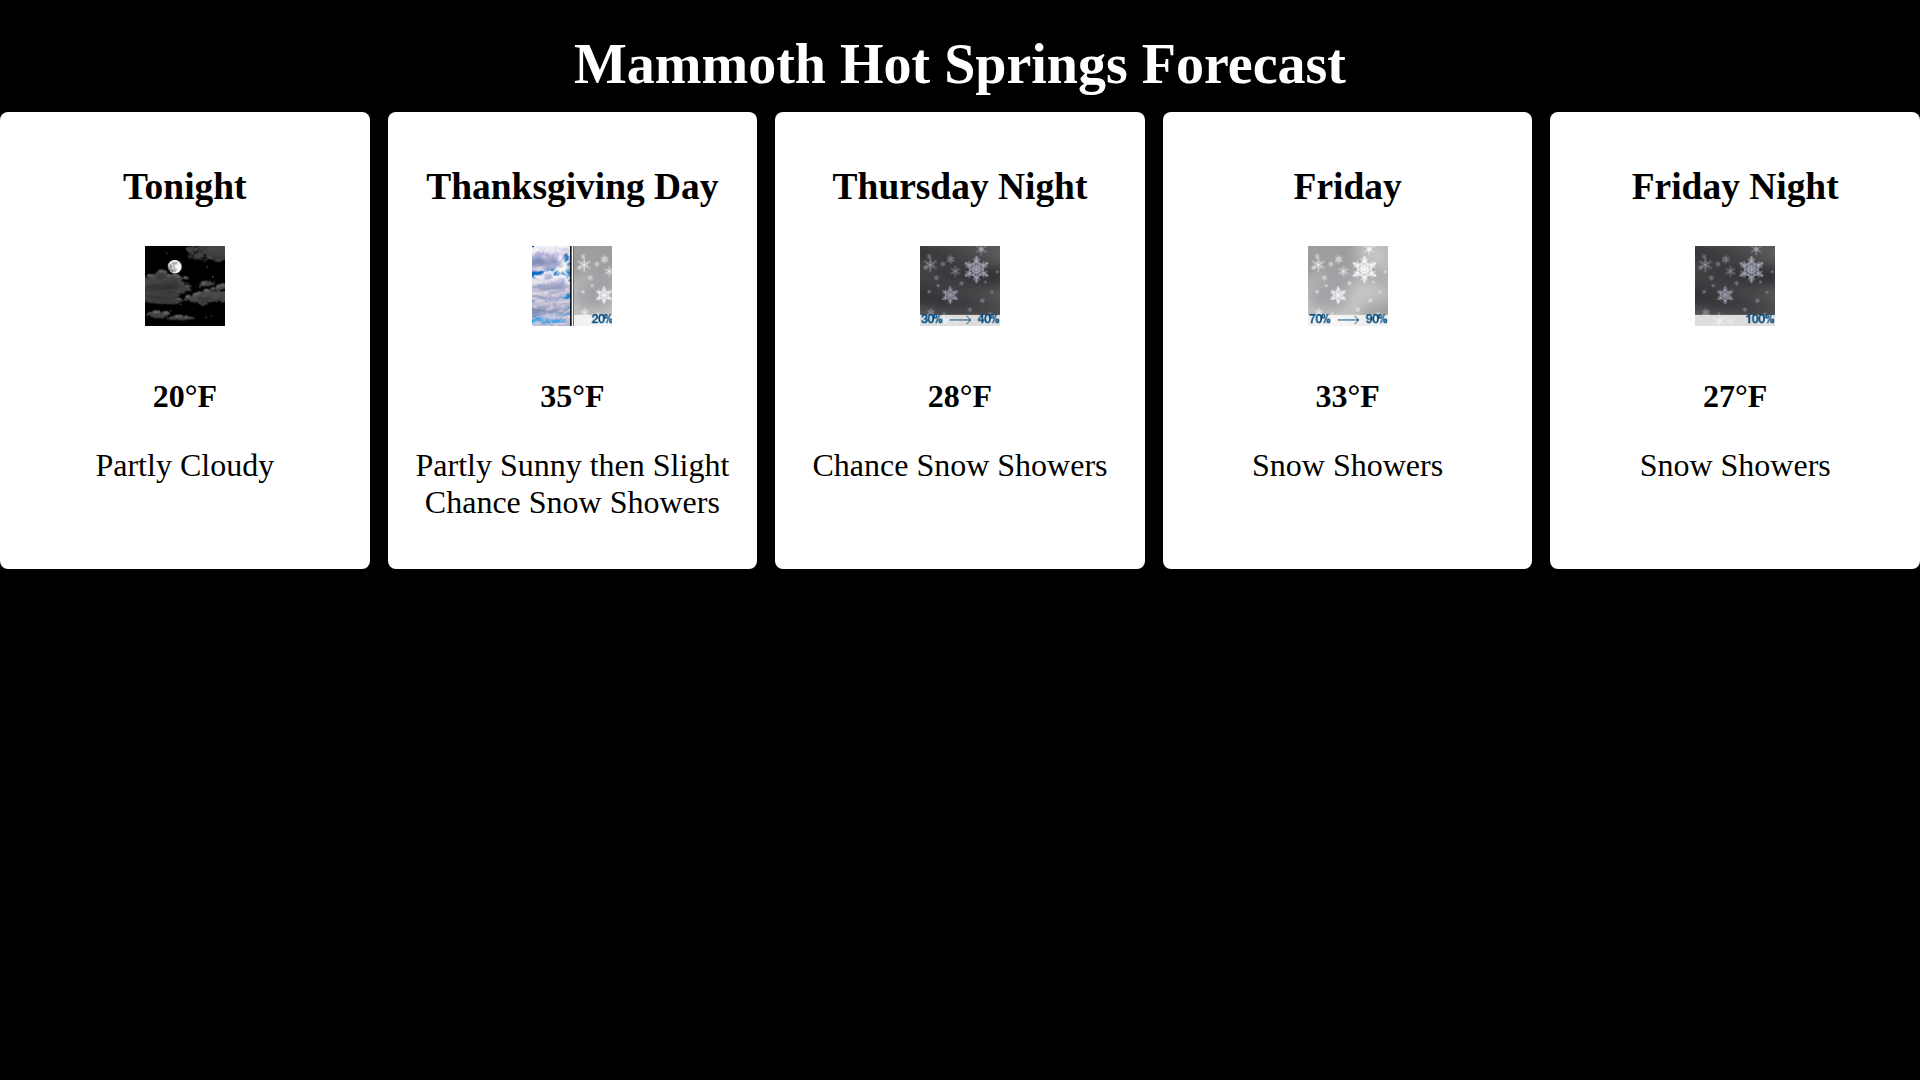 Mammoth Hot Springs Forecast
Tonight
20°F
Partly Cloudy
Thanksgiving Day
20%
35°F
Partly Sunny then Slight
Chance Snow Showers
Thursday Night
30% → 40%
28°F
Chance Snow Showers
Friday
70% → 90%
33°F
Snow Showers
Friday Night
100%
27°F
Snow Showers